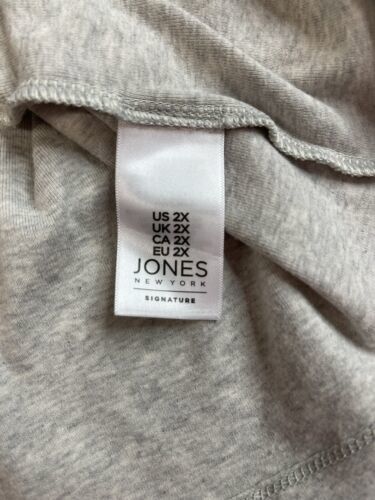 US 2X
UK 2X
CA 2X
EU 2X
JONES
NEW YORK
SIGNATURE